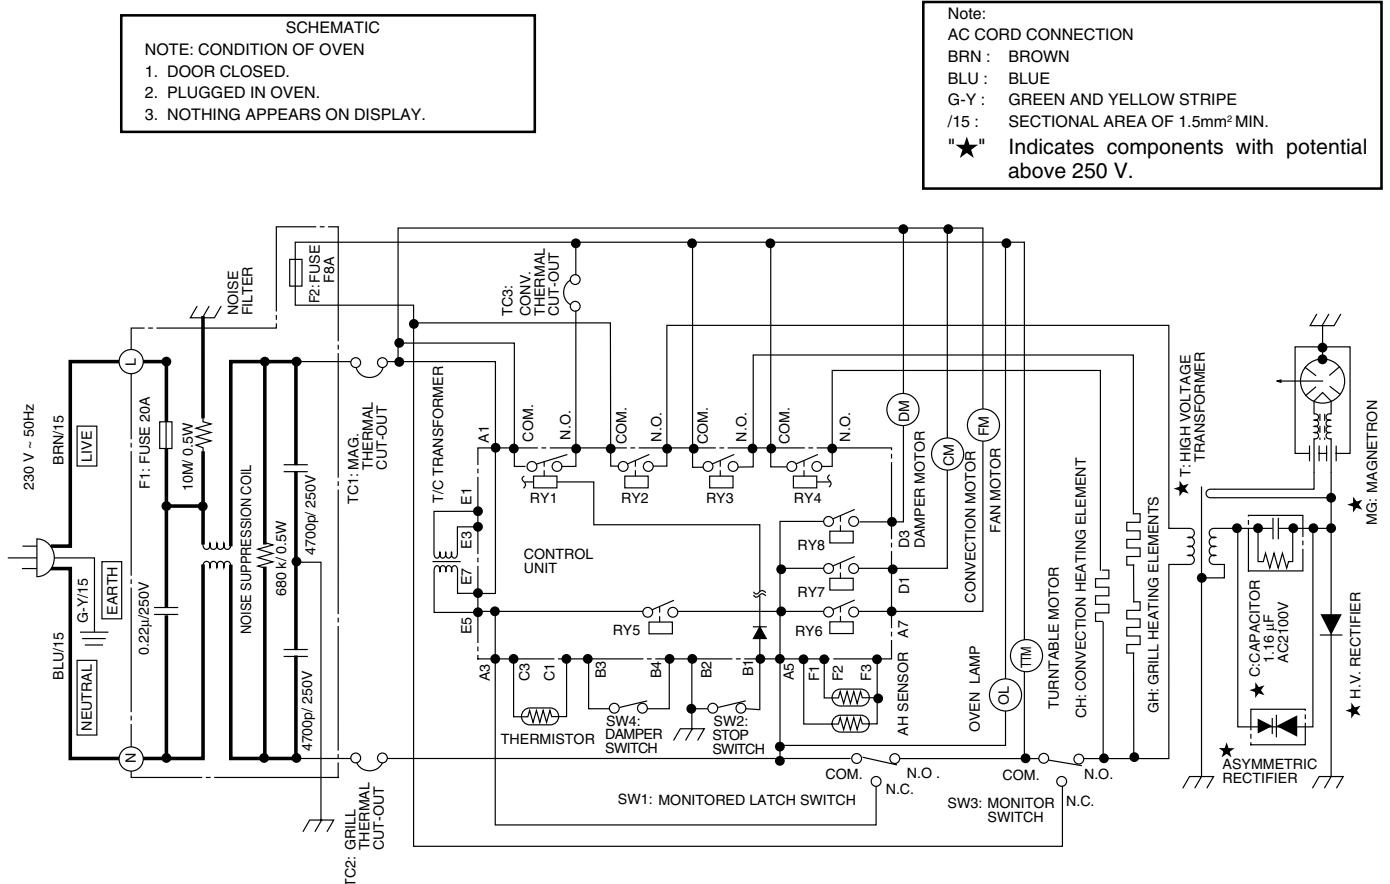 SCHEMATIC
NOTE: CONDITION OF OVEN
1. DOOR CLOSED.
2. PLUGGED IN OVEN.
3. NOTHING APPEARS ON DISPLAY.
Note:
AC CORD CONNECTION
BRN : BROWN
BLU : BLUE
G-Y : GREEN AND YELLOW STRIPE
/15 : SECTIONAL AREA OF 1.5mm² MIN.
"★" Indicates components with potential
above 250 V.
230 V ~ 50Hz
BRN/15
LIVE
G-Y/15
EARTH
BLU/15
NEUTRAL
L
N
F1: FUSE 20A
10M/ 0.5W
0.22µ/250V
NOISE
FILTER
NOISE SUPPRESSION COIL
680 k/ 0.5W
4700p/ 250V
4700p/ 250V
F2: FUSE
F8A
TC1: MAG.
THERMAL
CUT-OUT
TC2: GRILL
THERMAL
CUT-OUT
TC3:
CONV.
THERMAL
CUT-OUT
T/C TRANSFORMER
E1
E3
E7
E5
A1
COM.
N.O.
COM.
N.O.
COM.
N.O.
COM.
N.O.
RY1
RY2
RY3
RY4
CONTROL
UNIT
RY8
RY7
RY5
RY6
D3
D1
A7
A3
C3
C1
B3
B4
B2
B1
A5
F1
F2
F3
THERMISTOR
SW4:
DAMPER
SWITCH
SW2:
STOP
SWITCH
AH SENSOR
DM
CM
FM
DAMPER MOTOR
CONVECTION MOTOR
FAN MOTOR
OL
OVEN LAMP
TTM
TURNTABLE MOTOR
CH: CONVECTION HEATING ELEMENT
GH: GRILL HEATING ELEMENTS
COM.
N.O.
N.C.
SW1: MONITORED LATCH SWITCH
COM.
N.O.
N.C.
SW3: MONITOR
SWITCH
★ T: HIGH VOLTAGE
TRANSFORMER
★ C:CAPACITOR
1.16 µF
AC2100V
★
ASYMMETRIC
RECTIFIER
★ H.V. RECTIFIER
★
MG: MAGNETRON